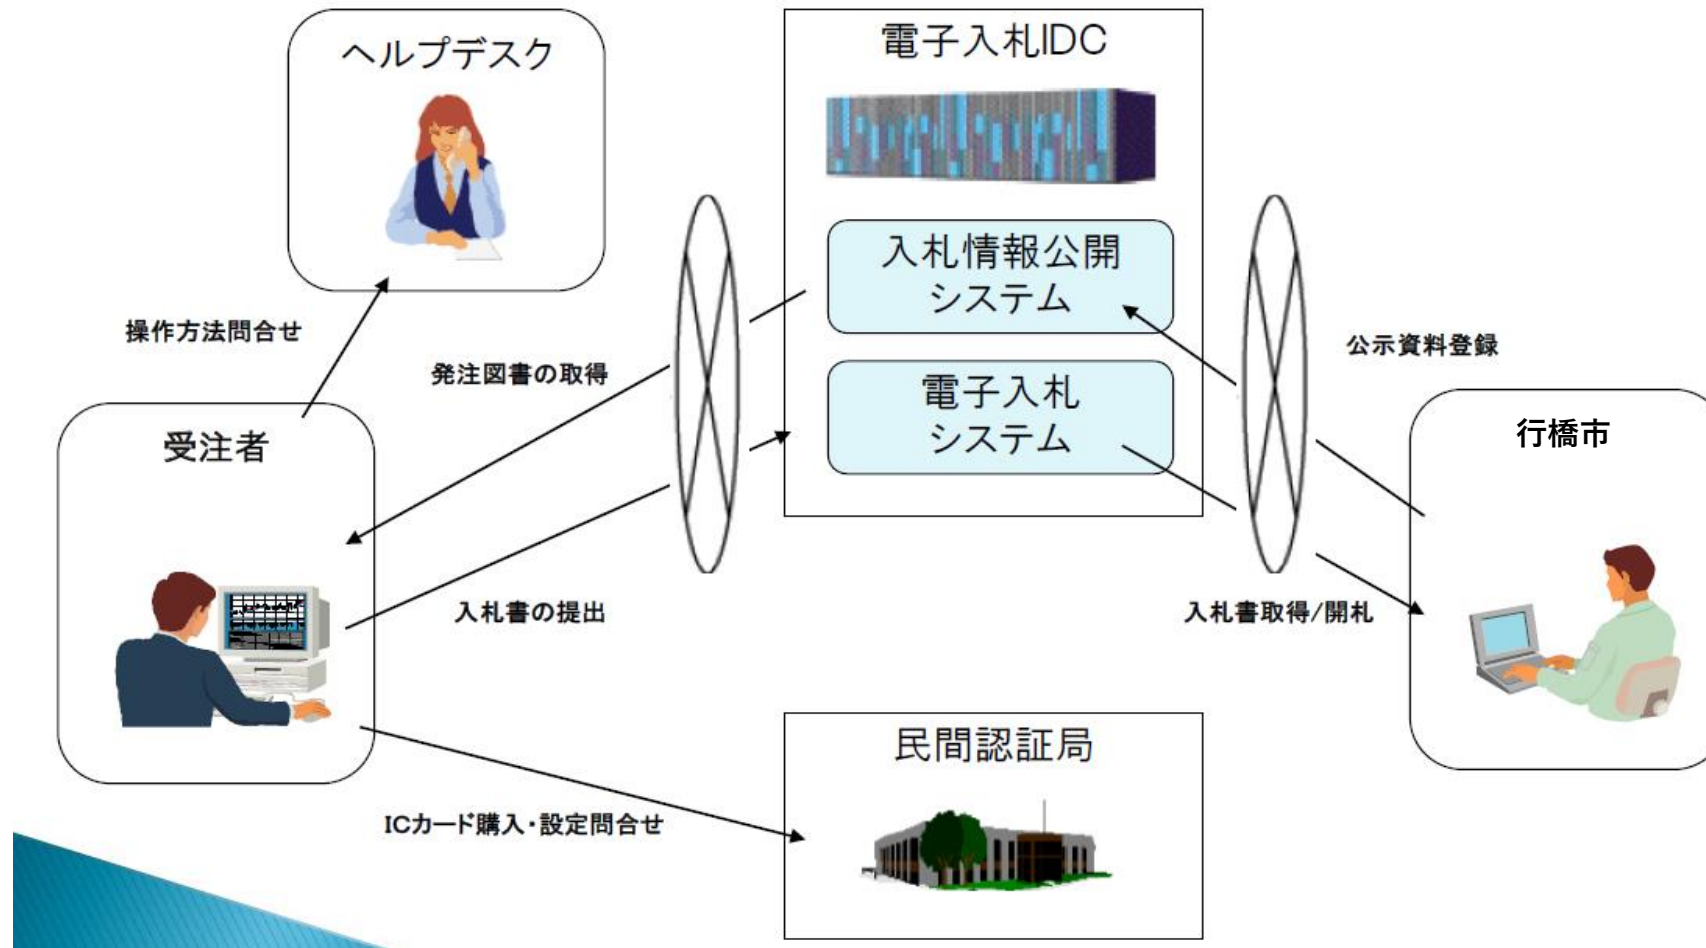 ヘルプデスク
電子入札IDC
入札情報公開
システム
操作方法問合せ
公示資料登録
発注図書の取得
電子入札
システム
受注者
行橋市
入札書の提出
入札書取得/開札
民間認証局
ICカード購入・設定問合せ